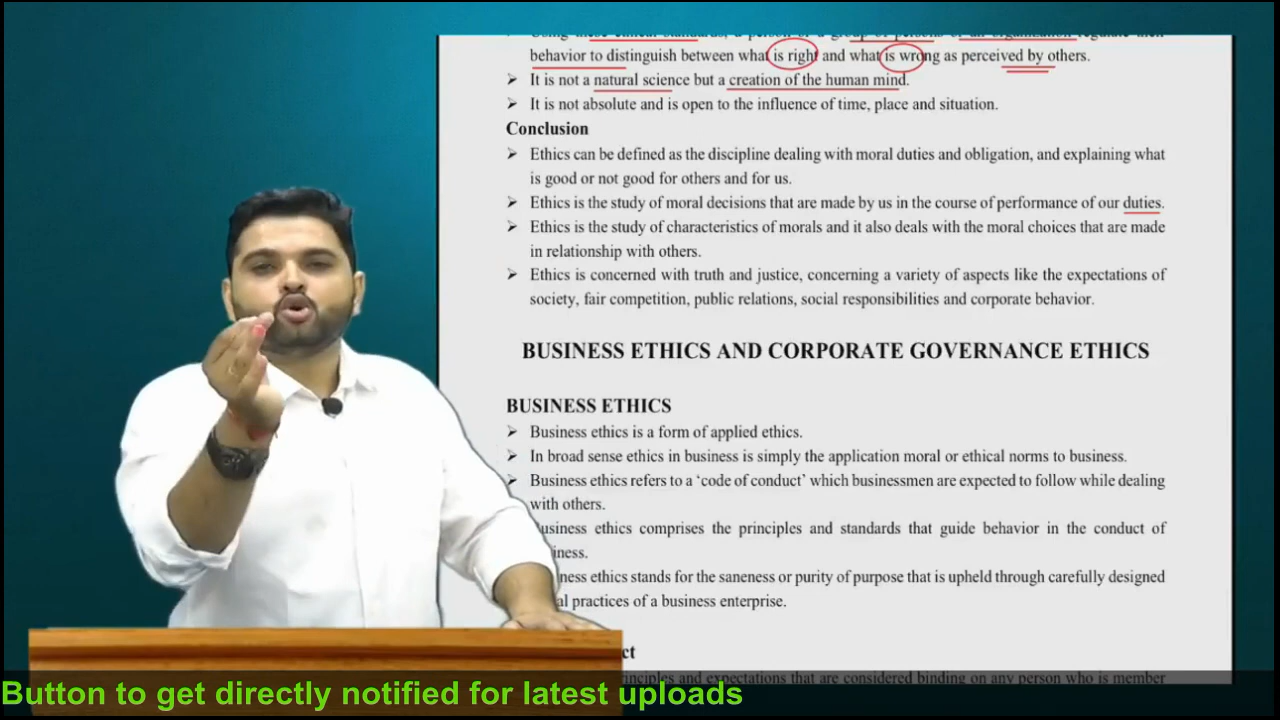 behavior to distinguish between what is right and what is wrong as perceived by others.
➢ It is not a natural science but a creation of the human mind.
➢ It is not absolute and is open to the influence of time, place and situation.
Conclusion
➢ Ethics can be defined as the discipline dealing with moral duties and obligation, and explaining what
is good or not good for others and for us.
➢ Ethics is the study of moral decisions that are made by us in the course of performance of our duties.
➢ Ethics is the study of characteristics of morals and it also deals with the moral choices that are made
in relationship with others.
➢ Ethics is concerned with truth and justice, concerning a variety of aspects like the expectations of
society, fair competition, public relations, social responsibilities and corporate behavior.
BUSINESS ETHICS AND CORPORATE GOVERNANCE ETHICS
BUSINESS ETHICS
➢ Business ethics is a form of applied ethics.
➢ In broad sense ethics in business is simply the application moral or ethical norms to business.
➢ Business ethics refers to a ‘code of conduct’ which businessmen are expected to follow while dealing
with others.
usiness ethics comprises the principles and standards that guide behavior in the conduct of
iness.
ness ethics stands for the saneness or purity of purpose that is upheld through carefully designed
al practices of a business enterprise.
ct
expectations that are considered binding on any person who is member
Button to get directly notified for latest uploads